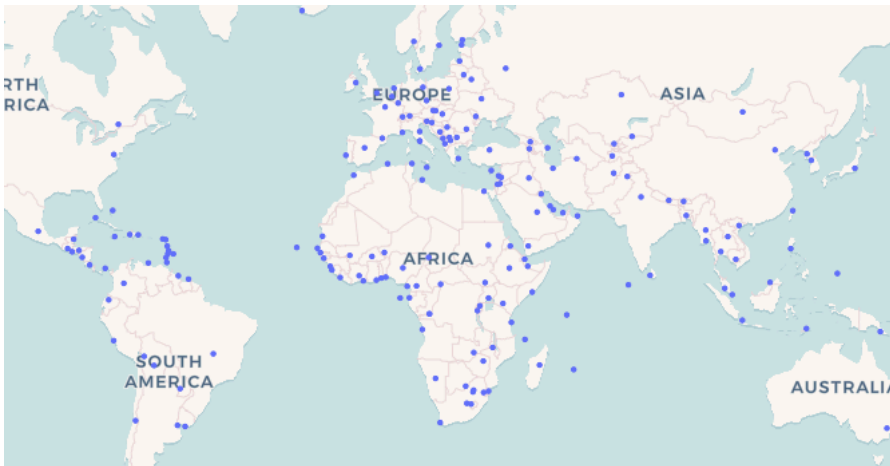 RTH
RICA
EUROPE
ASIA
AFRICA
SOUTH
AMERICA
AUSTRALIA